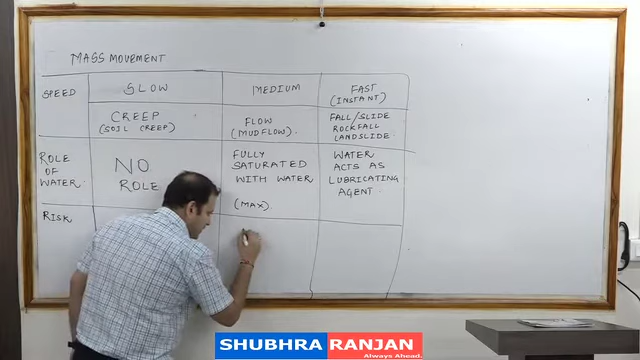 MASS MOVEMENT
SPEED
SLOW
MEDIUM
FAST
(INSTANT)
CREEP
(SOIL CREEP)
FLOW
(MUDFLOW).
FALL/SLIDE
ROCKFALL
LANDSLIDE.
ROLE
OF
WATER.
NO
ROLE
FULLY
SATURATED
WITH WATER
(MAX).
WATER
ACTS AS
LUBRICATING
AGENT.
RISK
SHUBHRA RANJAN
Always Ahead.